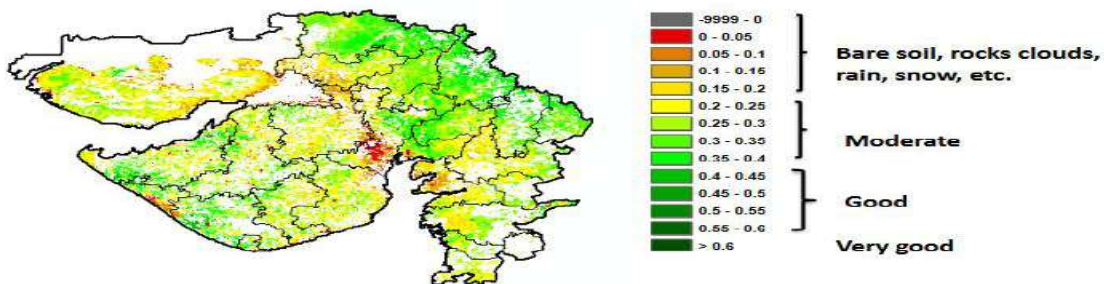 -9999 - 0
0 - 0.05
0.05 - 0.1
0.1 - 0.15
0.15 - 0.2
0.2 - 0.25
0.25 - 0.3
0.3 - 0.35
0.35 - 0.4
0.4 - 0.45
0.45 - 0.5
0.5 - 0.55
0.55 - 0.6
> 0.6
Bare soil, rocks clouds,
rain, snow, etc.
Moderate
Good
Very good